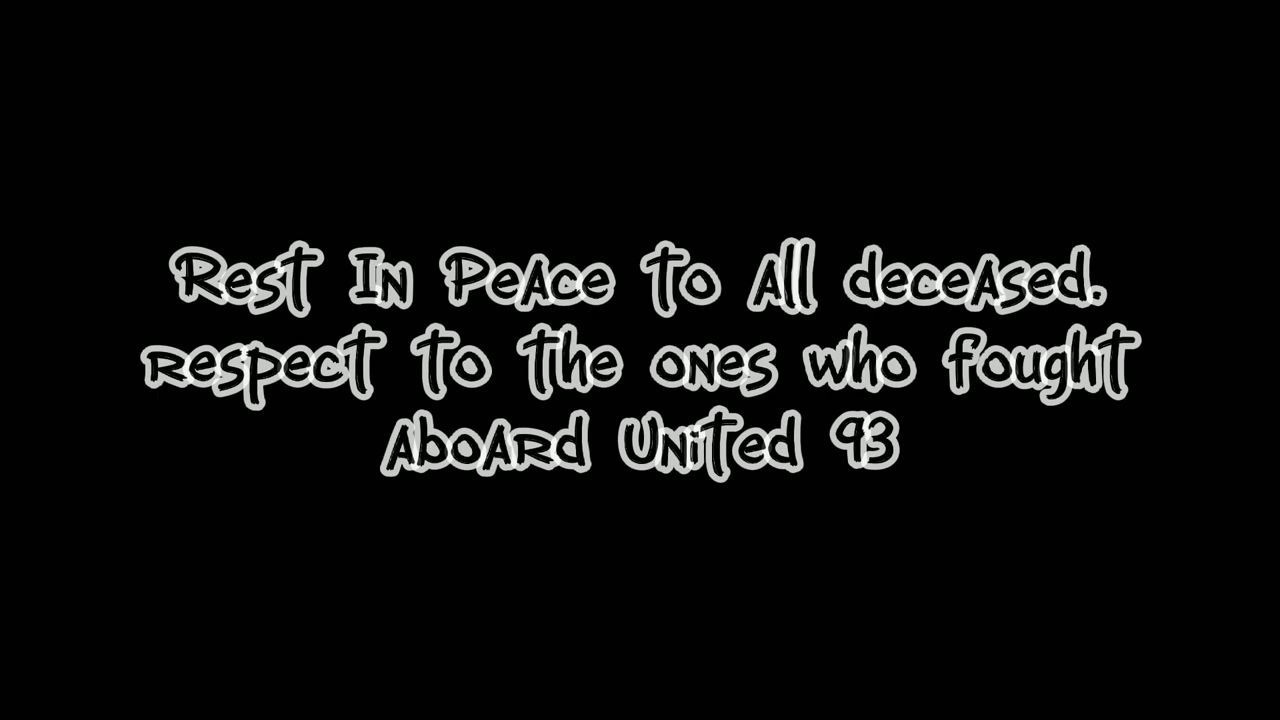 Rest In Peace to All deceased.
respect to the ones who fought
aboard United 93